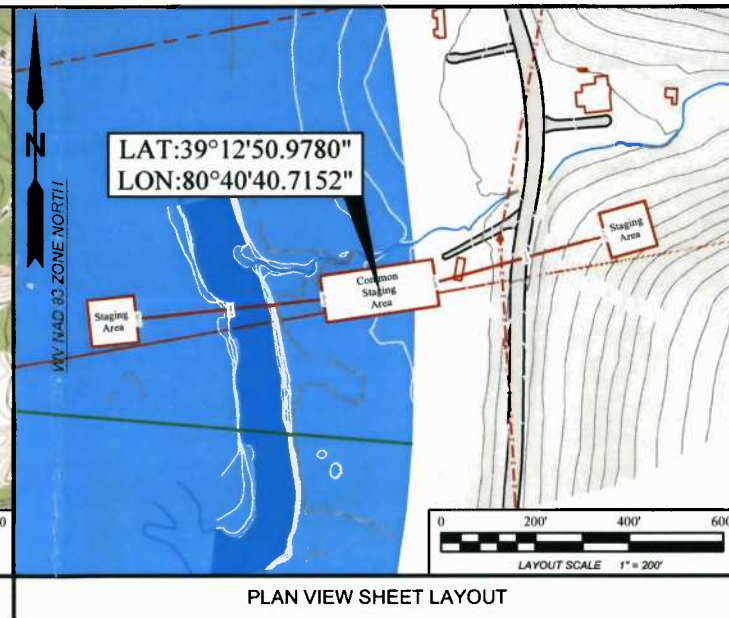 N
WV NAD 83 ZONE NORTH
LAT:39°12'50.9780"
LON:80°40'40.7152"
Staging
Area
Common
Staging
Area
Staging
Area
0
0 200' 400' 600
LAYOUT SCALE 1" = 200'
PLAN VIEW SHEET LAYOUT